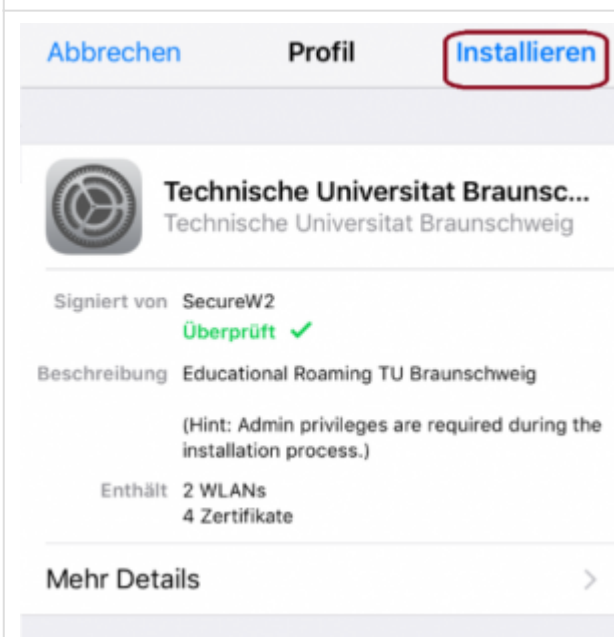 Abbrechen Profil Installieren
Technische Universitat Braunsc...
Technische Universitat Braunschweig
Signiert von SecureW2
Überprüft ✓
Beschreibung Educational Roaming TU Braunschweig
(Hint: Admin privileges are required during the
installation process.)
Enthält 2 WLANs
4 Zertifikate
Mehr Details